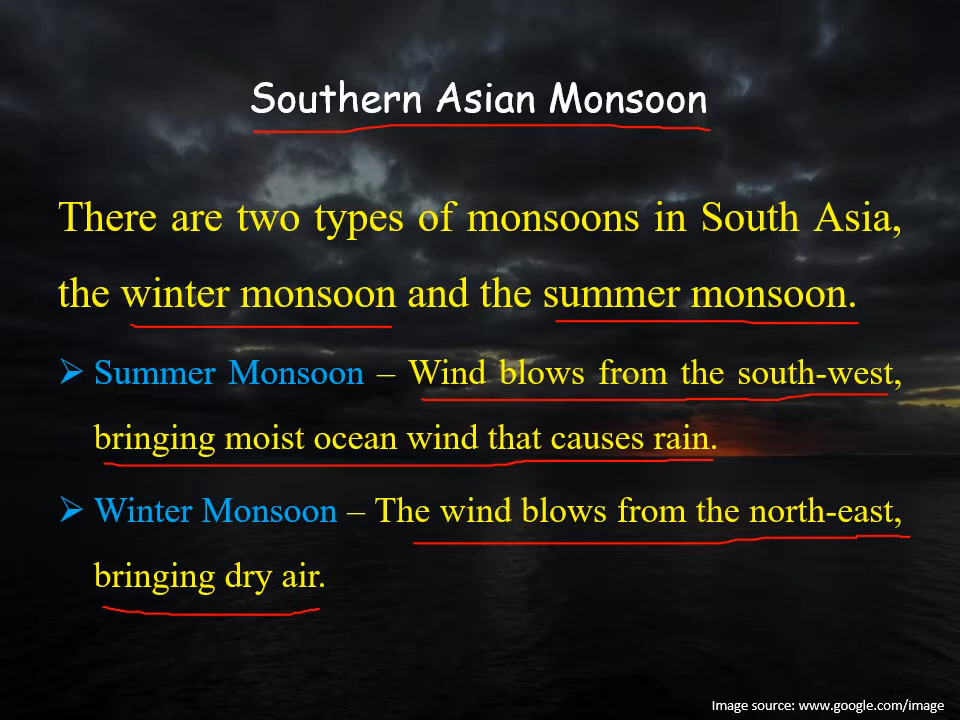 Southern Asian Monsoon
There are two types of monsoons in South Asia,
the winter monsoon and the summer monsoon.
➢ Summer Monsoon – Wind blows from the south-west,
bringing moist ocean wind that causes rain.
➢ Winter Monsoon – The wind blows from the north-east,
bringing dry air.
Image source: www.google.com/image